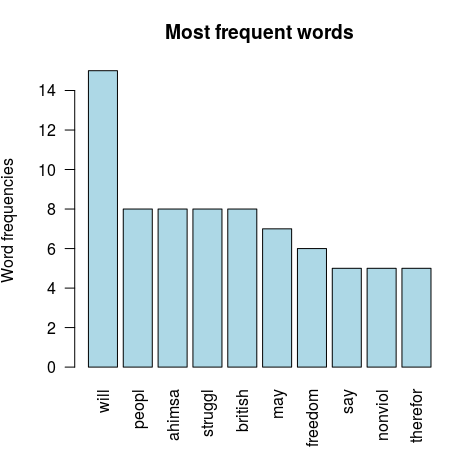 Most frequent words
Word frequencies
14
12
10
8
6
4
2
0
will
peopl
ahimsa
struggl
british
may
freedom
say
nonviol
therefor